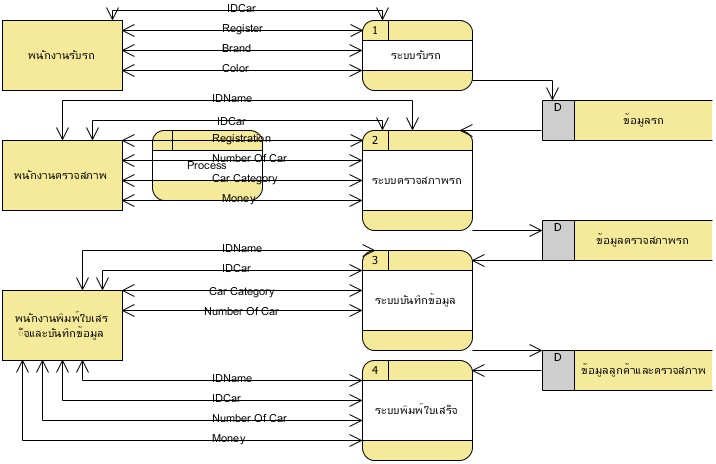 IDCar
Register
Brand
Color
พนักงานรับรถ
1
ระบบรับรถ
D
ข้อมูลรถ
IDName
IDCar
Registration
Number Of Car
Process
Car Category
Money
พนักงานตรวจสภาพ
2
ระบบตรวจสภาพรถ
D
ข้อมูลตรวจสภาพรถ
IDName
IDCar
Car Category
Number Of Car
3
ระบบบันทึกข้อมูล
พนักงานพิมพ์ใบเสร
็จและบันทึกข้อมูล
D
ข้อมูลลูกค้าและตรวจสภาพ
IDName
IDCar
Number Of Car
Money
4
ระบบพิมพ์ใบเสร็จ